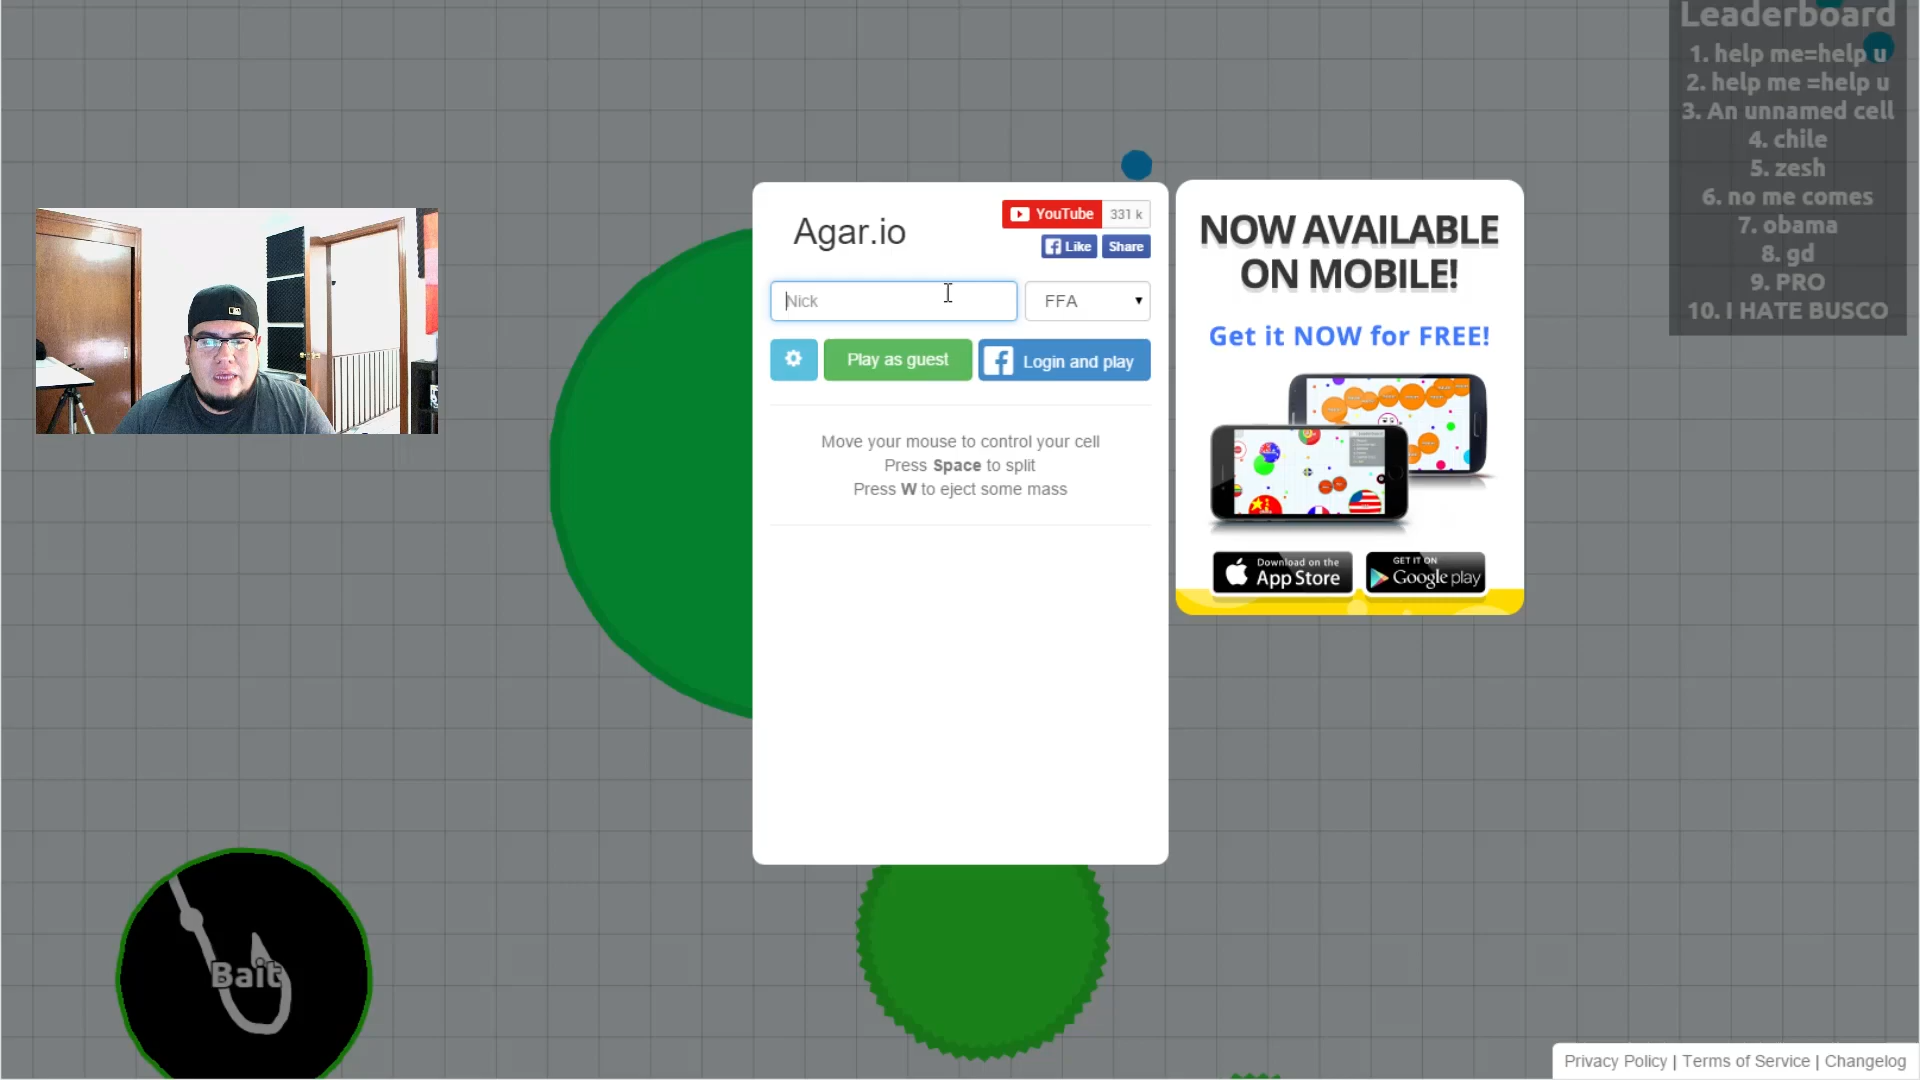 Leaderboard
1. help me=help u
2. help me =help u
3. An unnamed cell
4. chile
5. zesh
6. no me comes
7. obama
8. gd
9. PRO
10. I HATE BUSCO
Agar.io
YouTube 331 k
Like Share
Nick FFA
Play as guest Login and play
Move your mouse to control your cell
Press Space to split
Press W to eject some mass
NOW AVAILABLE
ON MOBILE!
Get it NOW for FREE!
Download on the
App Store
GET IT ON
Google play
Bait
Privacy Policy | Terms of Service | Changelog